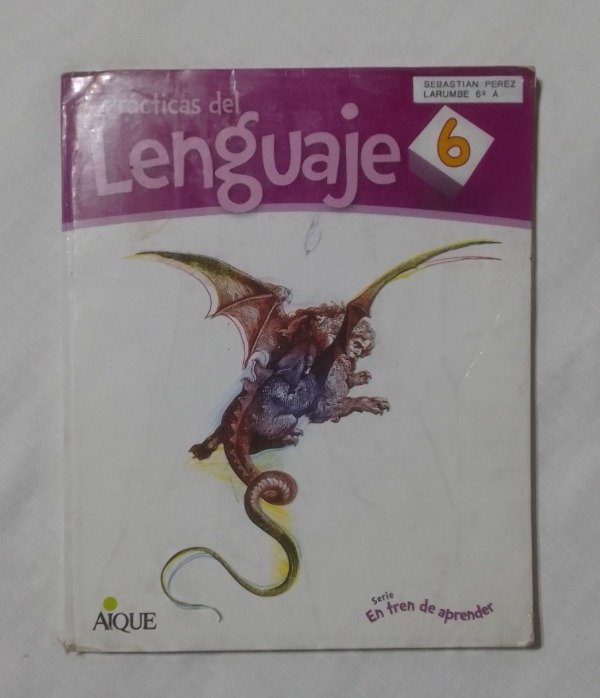 SEBASTIAN PEREZ
LARUMBE 6º A
Prácticas del
Lenguaje 6
AIQUE
serie
En tren de aprender